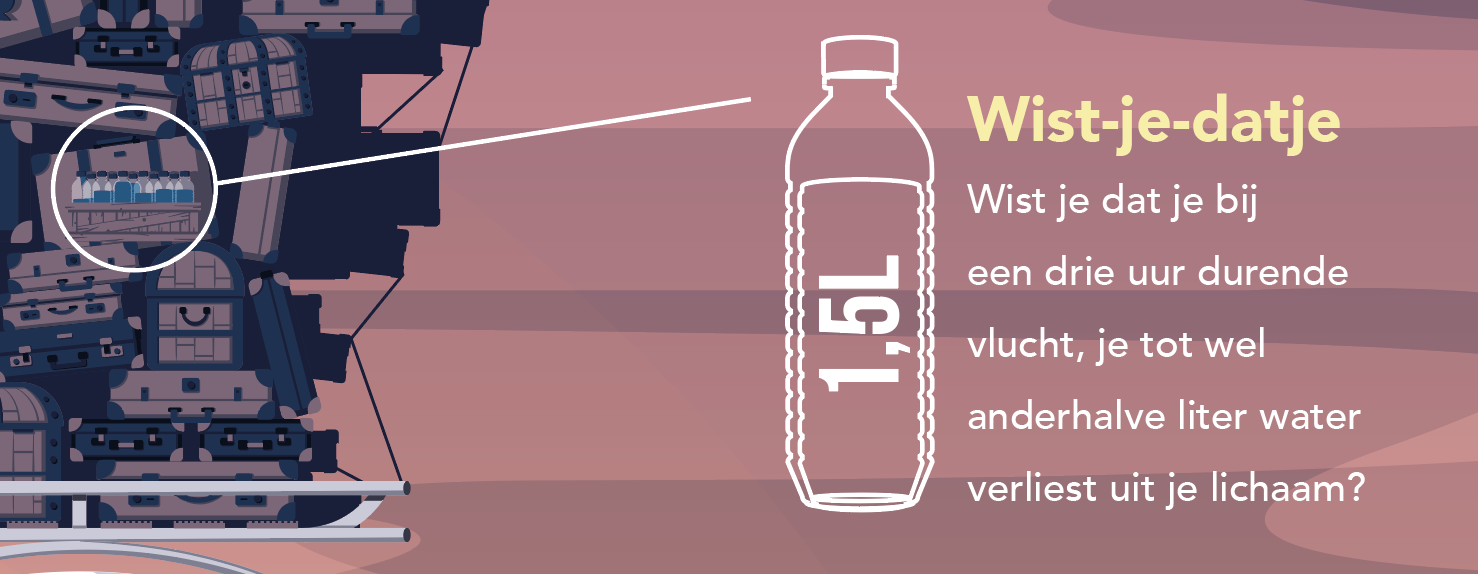 1,5L
Wist-je-datje
Wist je dat je bij
een drie uur durende
vlucht, je tot wel
anderhalve liter water
verliest uit je lichaam?